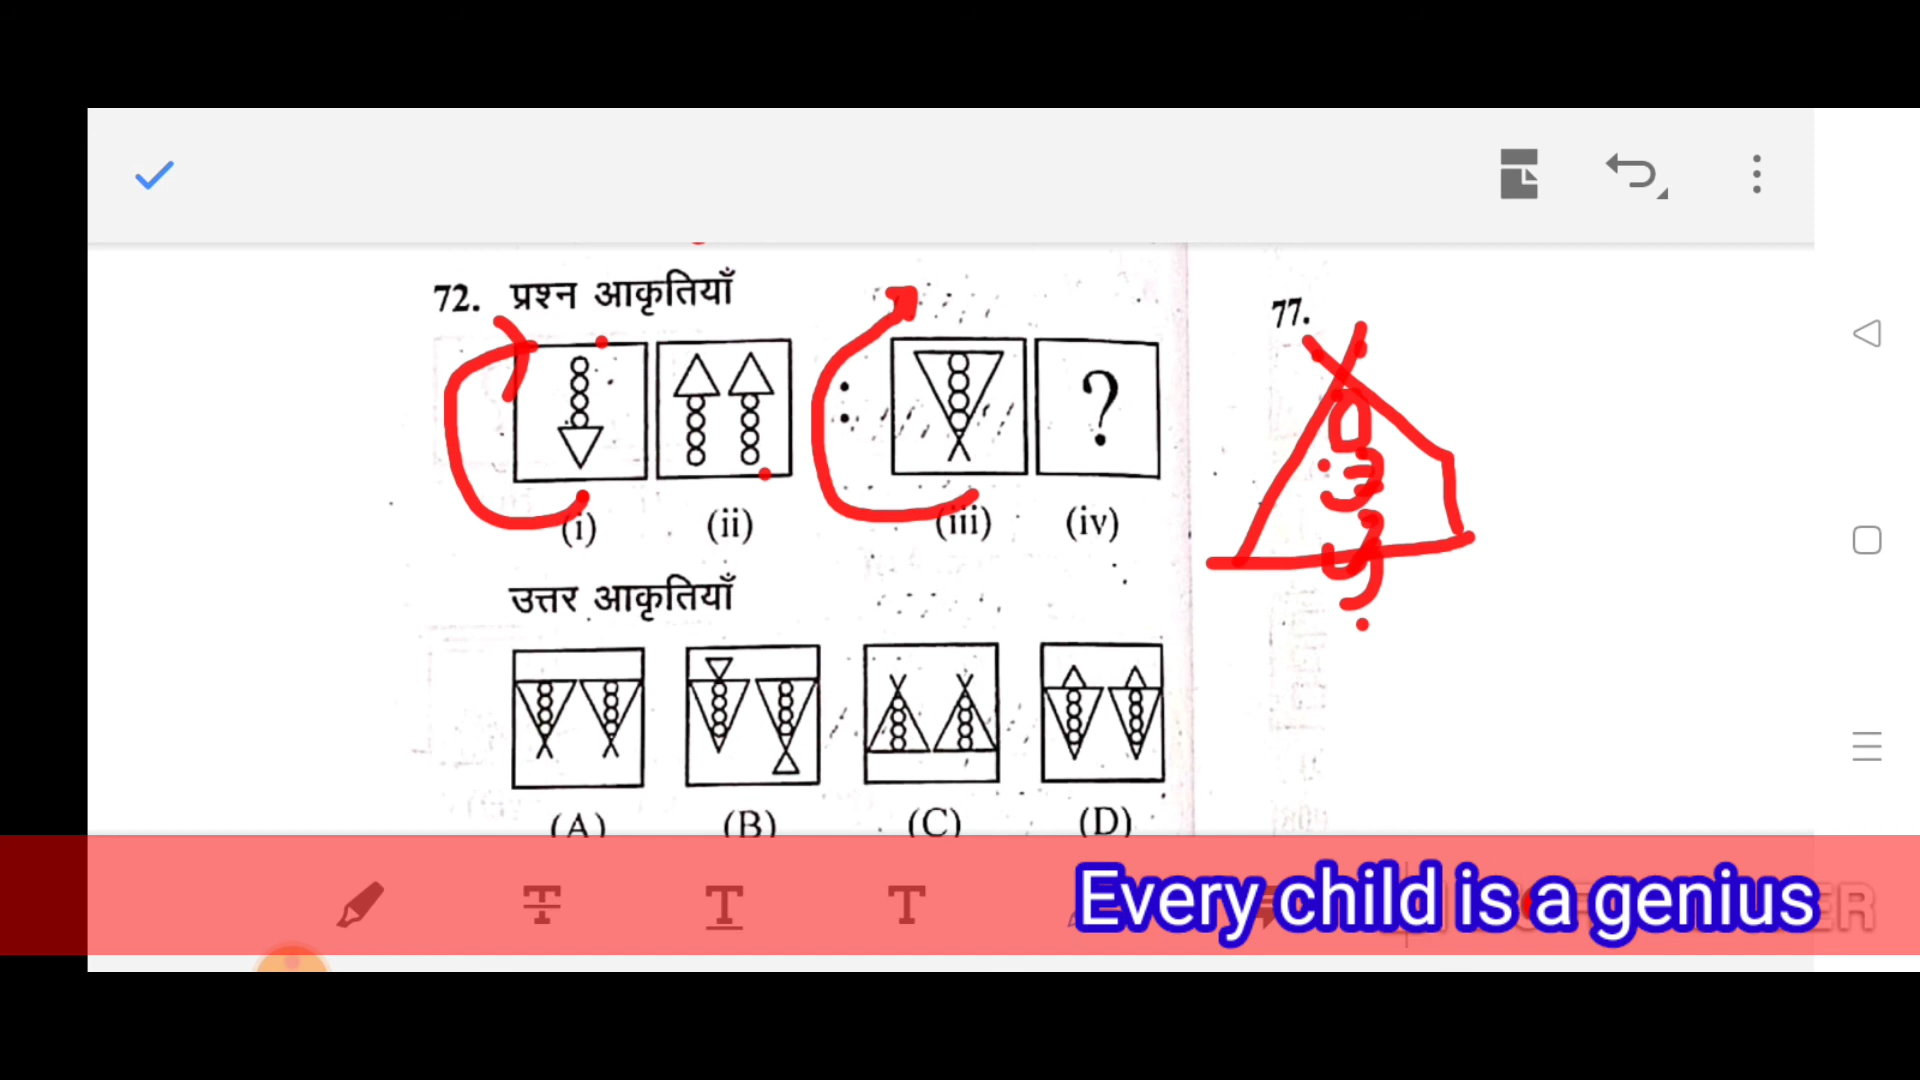 72. प्रश्न आकृतियाँ
77.
?
(i) (ii) (iii) (iv)
उत्तर आकृतियाँ
(A) (B) (C) (D)
Every child is a genius